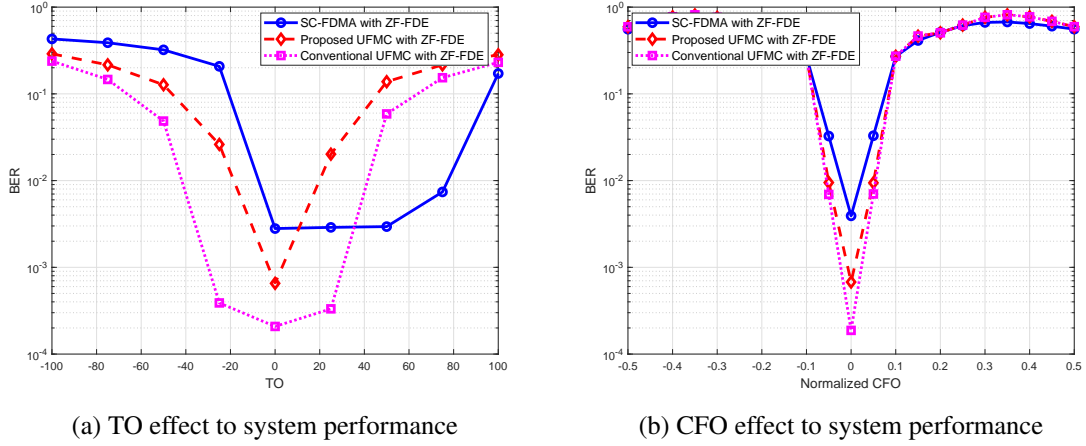 10^0
10^-1
10^-2
10^-3
10^-4
BER
-100 -80 -60 -40 -20 0 20 40 60 80 100
TO
SC-FDMA with ZF-FDE
Proposed UFMC with ZF-FDE
Conventional UFMC with ZF-FDE
(a) TO effect to system performance
10^0
10^-1
10^-2
10^-3
10^-4
BER
-0.5 -0.4 -0.3 -0.2 -0.1 0 0.1 0.2 0.3 0.4 0.5
Normalized CFO
SC-FDMA with ZF-FDE
Proposed UFMC with ZF-FDE
Conventional UFMC with ZF-FDE
(b) CFO effect to system performance